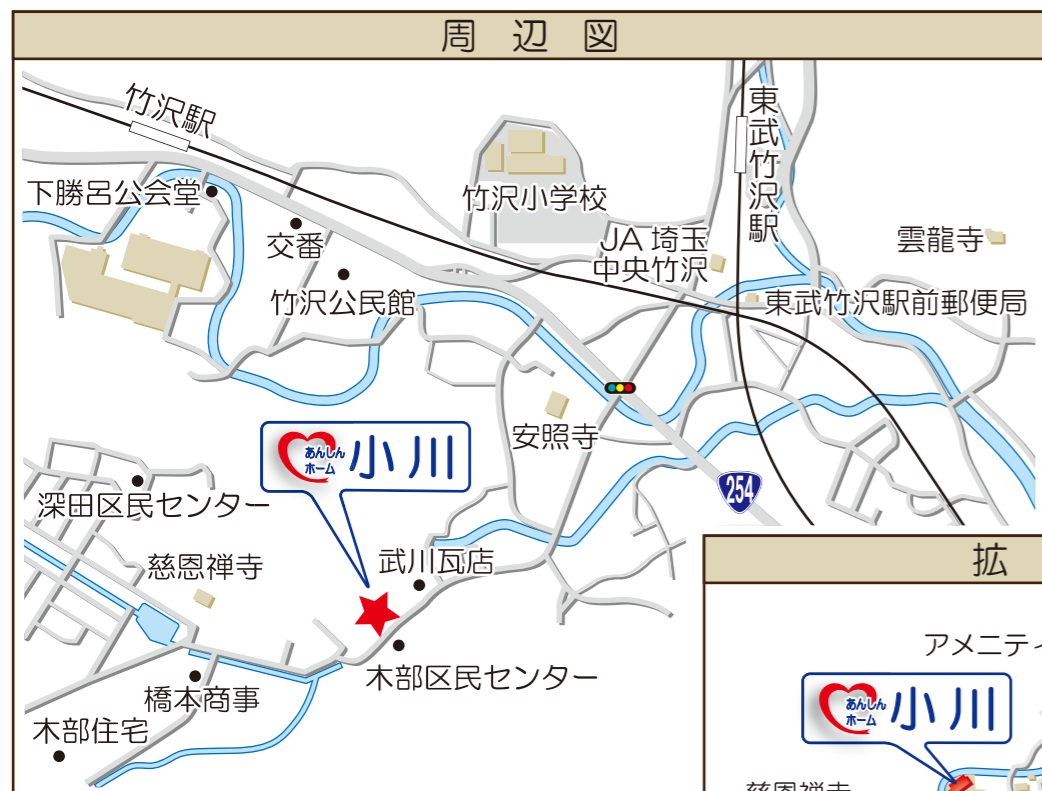 周辺図
竹沢駅
東武竹沢駅
下勝呂公会堂
竹沢小学校
交番
JA 埼玉
中央竹沢
雲龍寺
竹沢公民館
東武竹沢駅前郵便局
安照寺
あんしん
ホーム
小川
254
深田区民センター
慈恩禅寺
武川瓦店
木部区民センター
橋本商事
木部住宅
拡
アメニティ
あんしん
ホーム
小川
慈恩禅寺